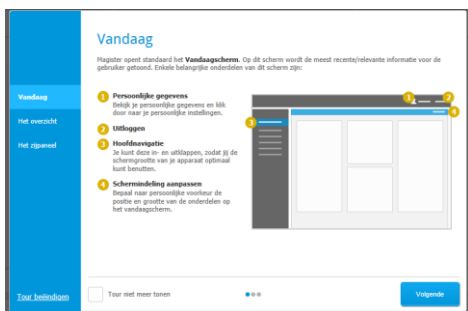 Vandaag
Magister opent standaard het Vandaagscherm. Op dit scherm wordt de meest recente/relevante informatie voor de
gebruiker getoond. Enkele belangrijke onderdelen van dit scherm zijn:
Vandaag
Het overzicht
Het zijpaneel
1 Persoonlijke gegevens
Bekijk je persoonlijke gegevens en klik
door naar je persoonlijke instellingen.
2 Uitloggen
3 Hoofdnavigatie
Je kunt deze in- en uitklappen, zodat jij de
schermgrootte van je apparaat optimaal
kunt benutten.
4 Schermindeling aanpassen
Bepaal naar persoonlijke voorkeur de
positie en grootte van de onderdelen op
het vandaagscherm.
1 2
3
4
Tour beëindigen
Tour niet meer tonen
Volgende